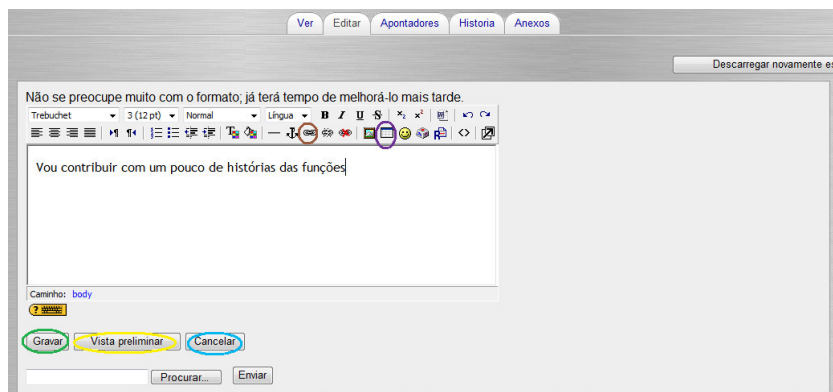 Ver Editar Apontadores Historia Anexos
Descarregar novamente es
Não se preocupe muito com o formato; já terá tempo de melhorá-lo mais tarde.
Trebuchet 3 (12 pt) Normal Língua B I U S x₂ x²
Vou contribuir com um pouco de histórias das funções
Caminho: body
?
Gravar Vista preliminar Cancelar
Procurar... Enviar